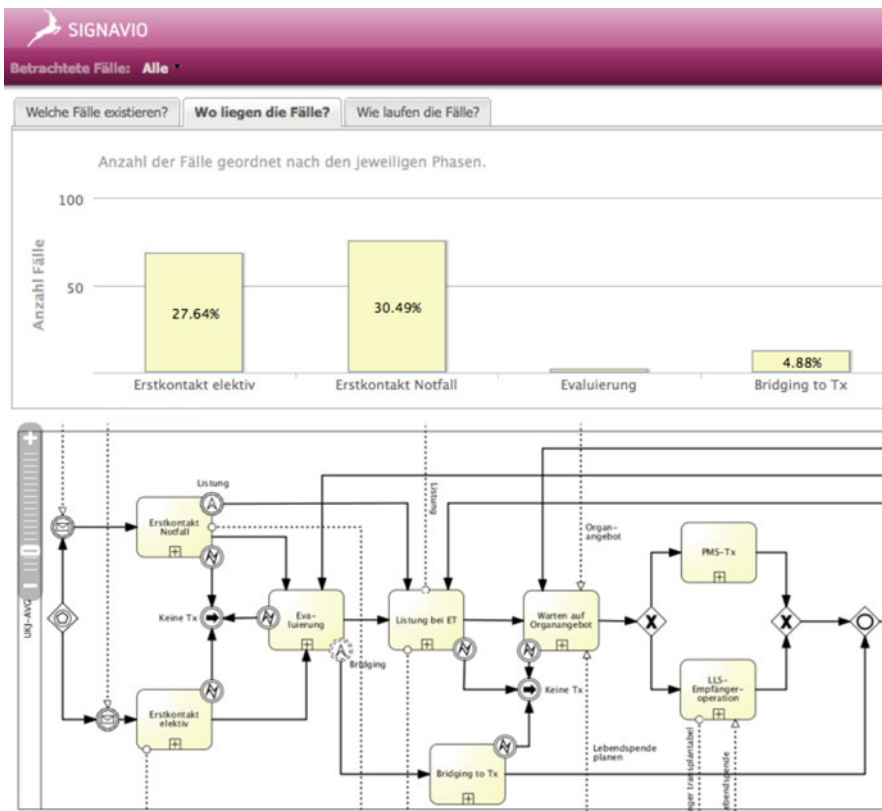 SIGNAVIO
Betrachtete Fälle: Alle
Welche Fälle existieren?
Wo liegen die Fälle?
Wie laufen die Fälle?
Anzahl der Fälle geordnet nach den jeweiligen Phasen.
Anzahl Fälle
100
50
27.64%
30.49%
4.88%
Erstkontakt elektiv
Erstkontakt Notfall
Evaluierung
Bridging to Tx
UKJ-AVG
Listung
Erstkontakt
Notfall
A
Listung
Organ-
angebot
PMS-Tx
Keine Tx
Eva-
luierung
A
Bridging
Listung bei ET
Warten auf
Organangebot
X
X
Keine Tx
LLS-
Empfänger-
operation
Erstkontakt
elektiv
Bridging to Tx
Lebendspende
planen
ger transplantabel
abendspende